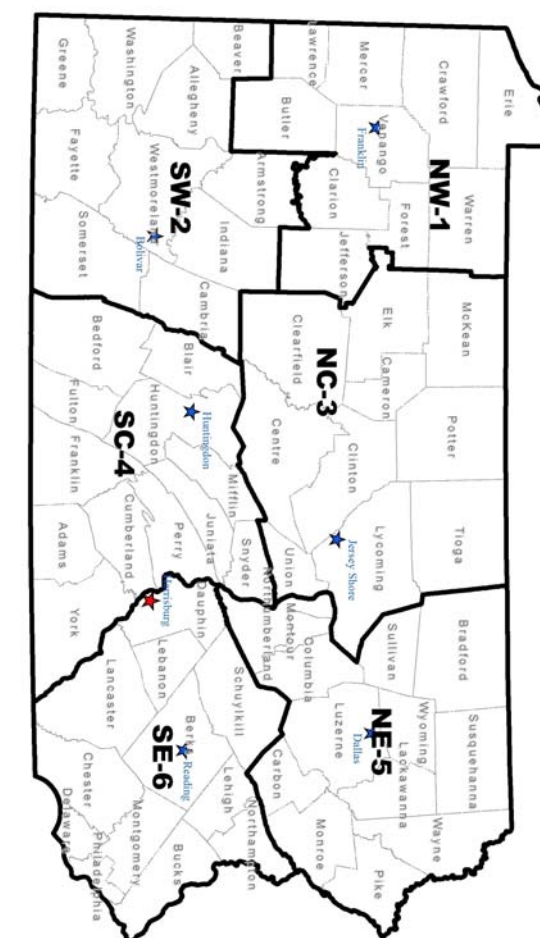 Erie
Crawford
Warren
McKean
Potter
Tioga
Bradford
Susquehanna
Wayne
Mercer
Venango
Franklin
Forest
NW-1
Elk
Cameron
Clinton
Lycoming
Jersey Shore
Sullivan
Wyoming
Lackawanna
NE-5
Dallas
Luzerne
Pike
Lawrence
Butler
Clarion
Jefferson
NC-3
Clearfield
Centre
Union
Montour
Columbia
Northumberland
Carbon
Monroe
Beaver
Armstrong
Indiana
Allegheny
Westmoreland
SW-2
Bolivar
Cambria
Blair
Huntingdon
Huntingdon
Mifflin
Snyder
Juniata
Perry
Dauphin
Schuylkill
Lehigh
Northampton
Washington
Greene
Fayette
Somerset
Bedford
Fulton
Franklin
SC-4
Cumberland
Harrisburg
Adams
York
Lebanon
Lancaster
Berks
Reading
SE-6
Chester
Montgomery
Bucks
Delaware
Philadelphia